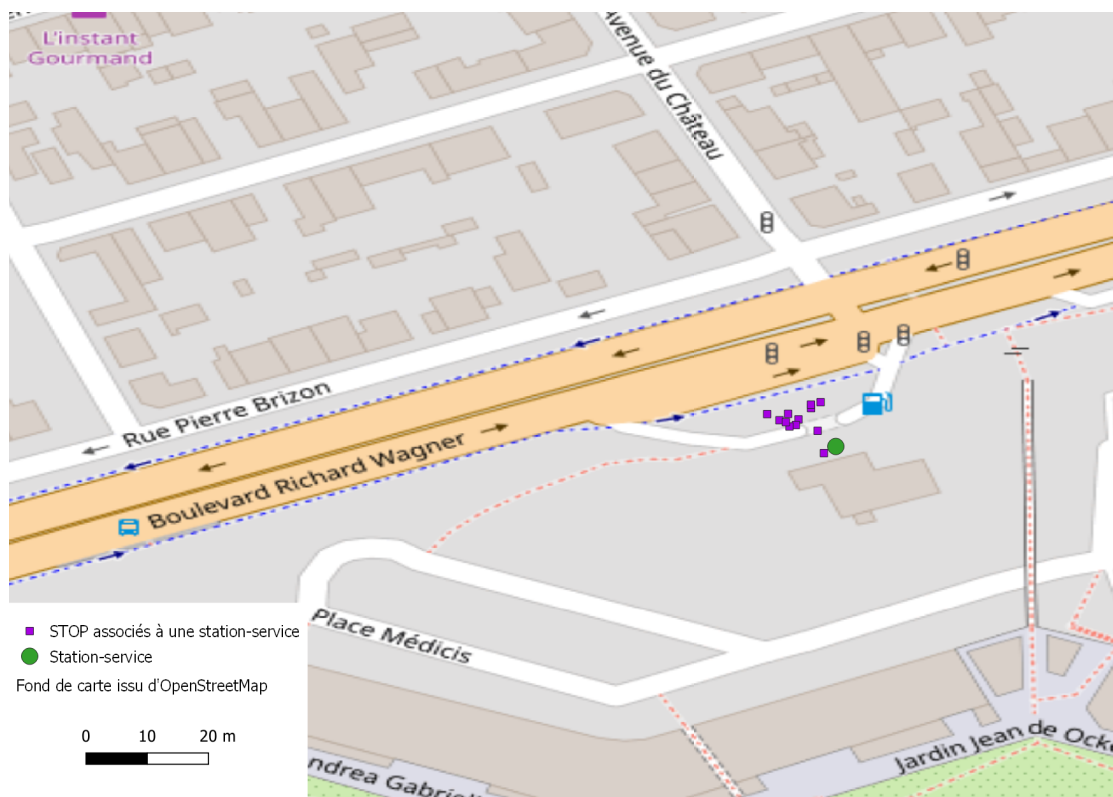 L'instant
Gourmand
Avenue du Château
Rue Pierre Brizon
Boulevard Richard Wagner
Place Médicis
STOP associés à une station-service
Station-service
Fond de carte issu d'OpenStreetMap
0 10 20 m
Jardin Jean de Ocke
ndrea Gabriel